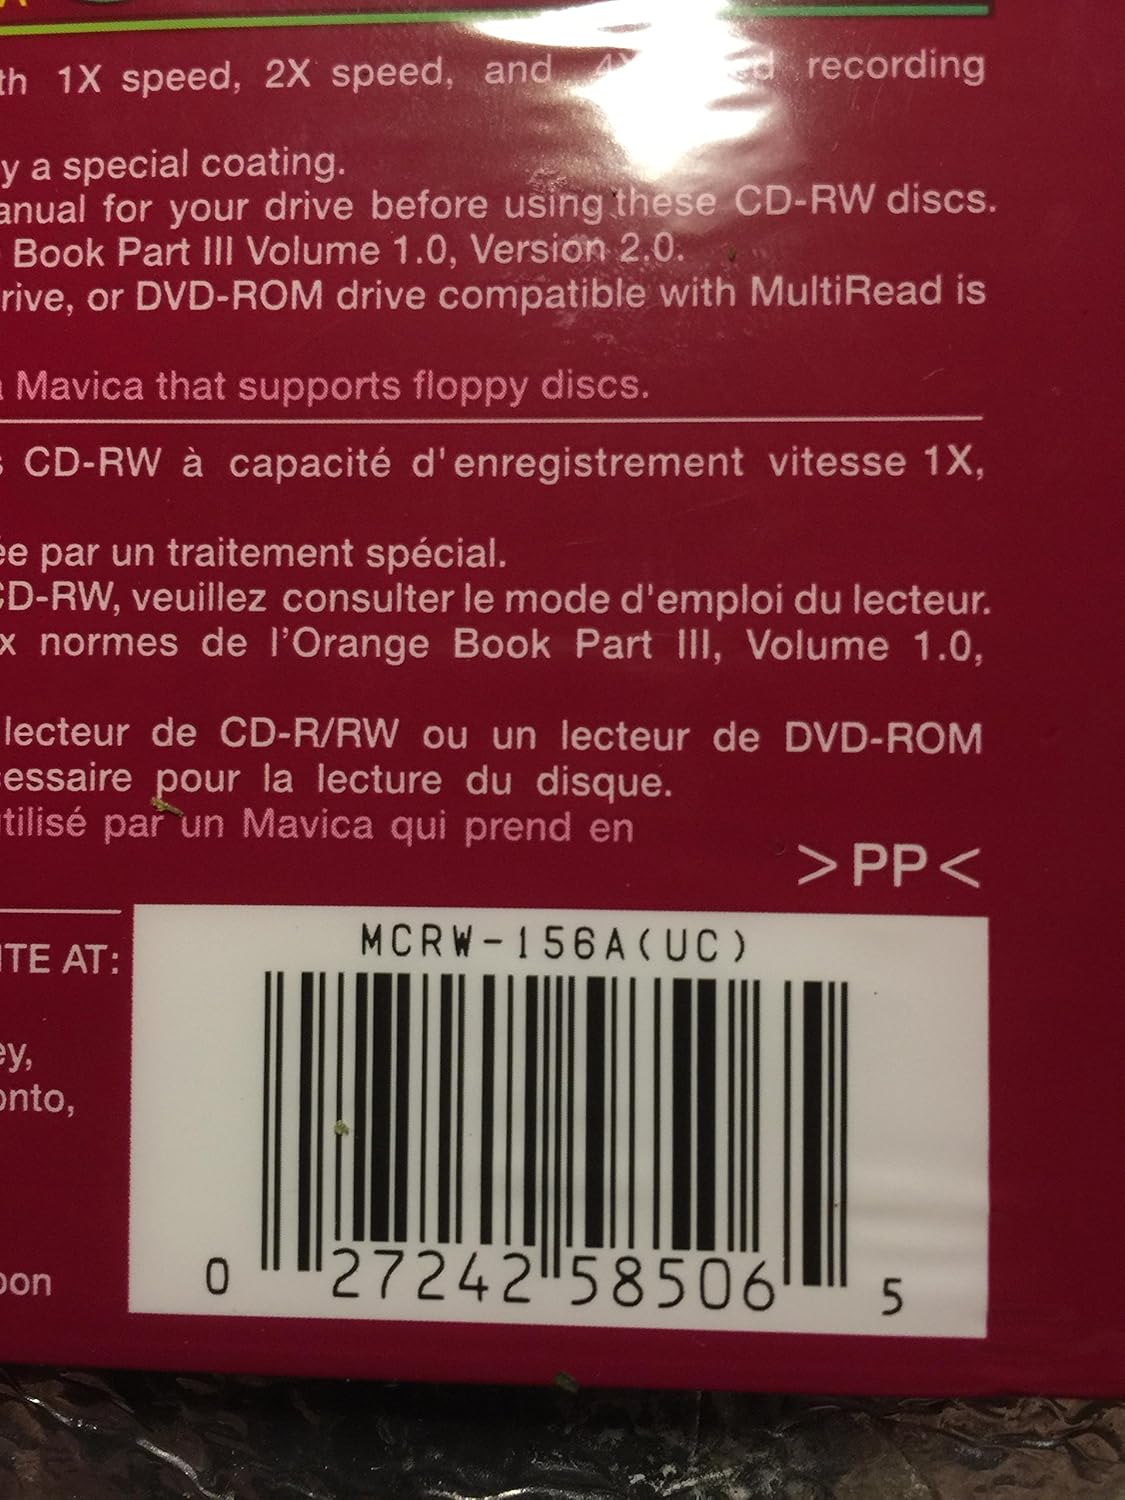 th 1X speed, 2X speed, and 4X recording
y a special coating.
anual for your drive before using these CD-RW discs.
Book Part III Volume 1.0, Version 2.0.
rive, or DVD-ROM drive compatible with MultiRead is
a Mavica that supports floppy discs.
s CD-RW à capacité d'enregistrement vitesse 1X,
ée par un traitement spécial.
CD-RW, veuillez consulter le mode d'emploi du lecteur.
x normes de l'Orange Book Part III, Volume 1.0,
lecteur de CD-R/RW ou un lecteur de DVD-ROM
cessaire pour la lecture du disque.
utilisé par un Mavica qui prend en
>PP<
ITE AT:
MCRW-156A(UC)
ey,
onto,
oon
0 27242 58506 5